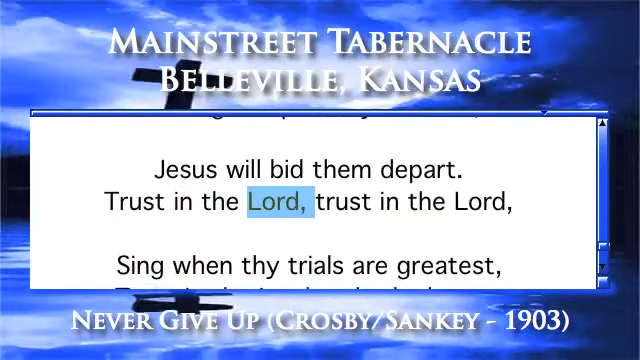 Mainstreet Tabernacle
Belleville, Kansas
Jesus will bid them depart.
Trust in the Lord, trust in the Lord,
Sing when thy trials are greatest,
Never Give Up (Crosby/Sankey - 1903)